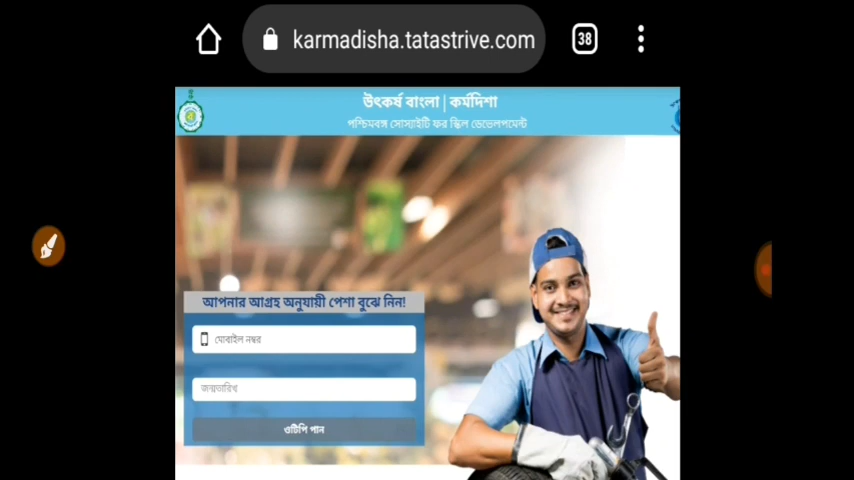 karmadisha.tatastrive.com
38
উৎকর্ষ বাংলা | কর্মদিশা
পশ্চিমবঙ্গ সোসাইটি ফর স্কিল ডেভেলপমেন্ট
আপনার আগ্রহ অনুযায়ী পেশা বুঝে নিন!
মোবাইল নম্বর
জন্মতারিখ
ওটিপি পান